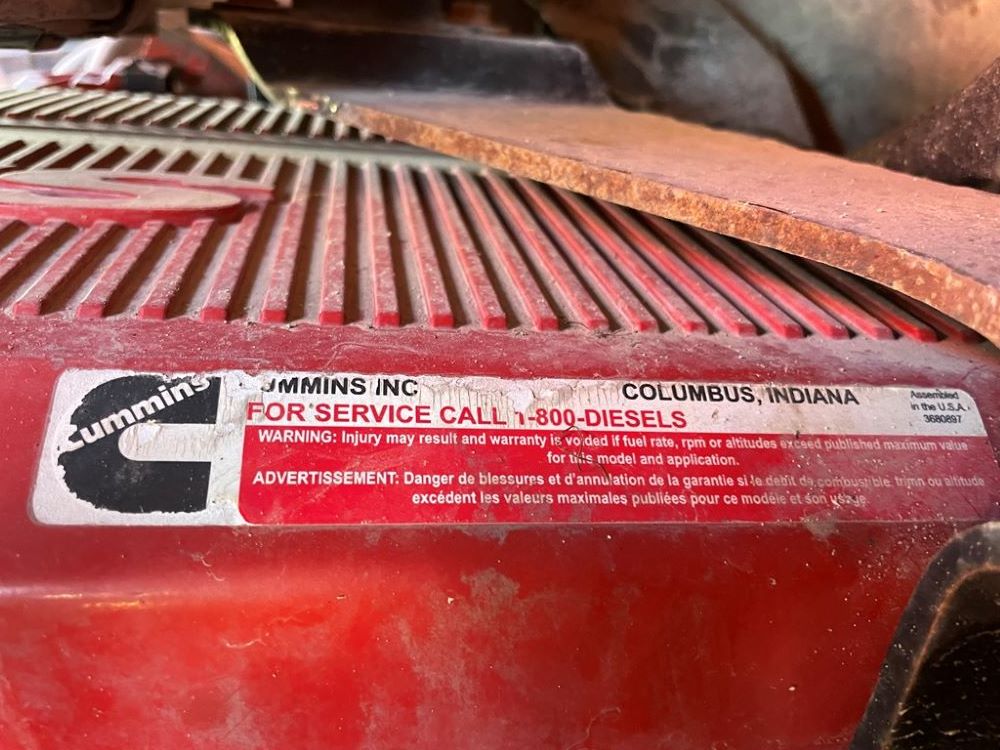 cummins
UMMINS INC
COLUMBUS, INDIANA
Assembled
in the U.S.A.
3680897
FOR SERVICE CALL 1-800-DIESELS
WARNING: Injury may result and warranty is voided if fuel rate, rpm or altitudes exceed published maximum value
for this model and application.
ADVERTISSEMENT: Danger de blessures et d'annulation de la garantie si le debit de combustible, tr/mn ou altitude
excédent les valeurs maximales publiées pour ce modèle et son usage